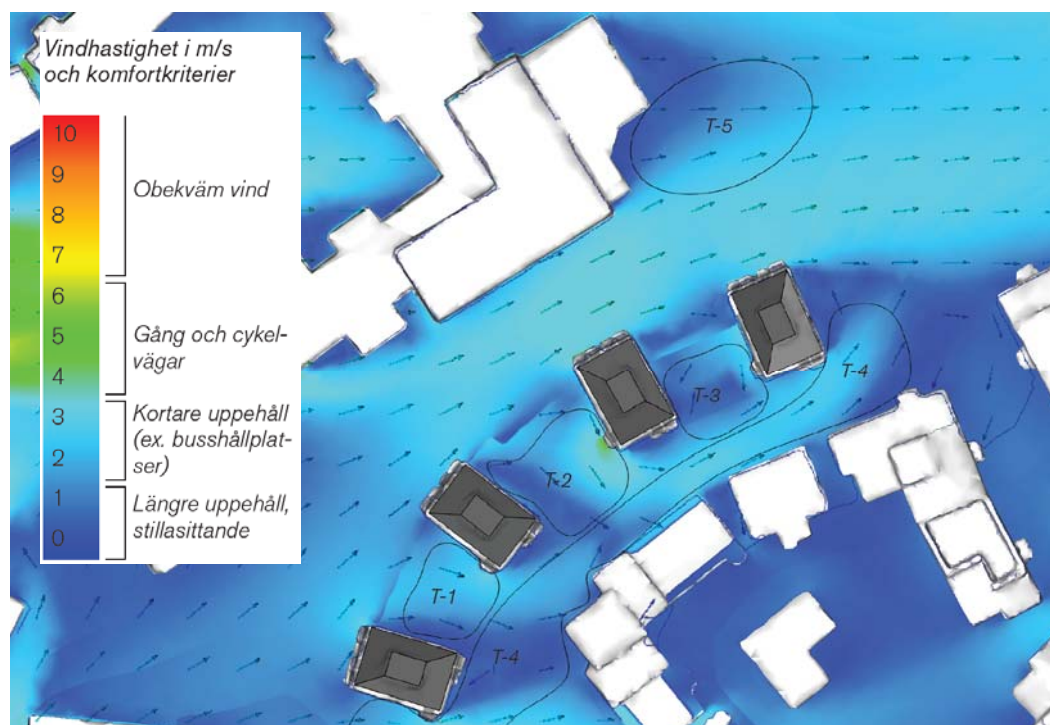 Vindhastighet i m/s
och komfortkriterier
10
9
8
7
6
5
4
3
2
1
0
Obekväm vind
Gång och cykel-
vägar
Kortare uppehåll
(ex. busshållplat-
ser)
Längre uppehåll,
stillasittande
T-5
T-4
T-3
T-2
T-1
T-4